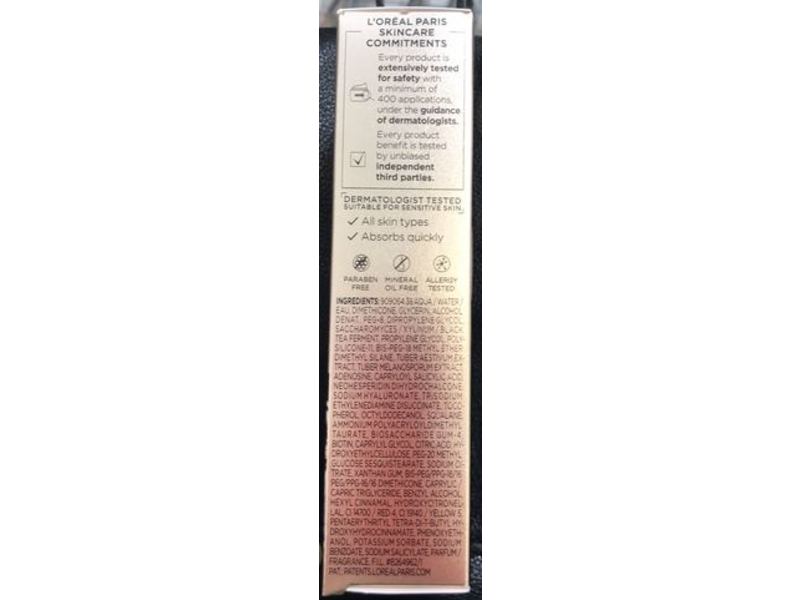 L'ORÉAL PARIS
SKINCARE
COMMITMENTS
Every product is
extensively tested
for safety with
a minimum of
400 applications,
under the guidance
of dermatologists.
Every product
benefit is tested
by unbiased
independent
third parties.
DERMATOLOGIST TESTED
SUITABLE FOR SENSITIVE SKIN
✓ All skin types
✓ Absorbs quickly
PARABEN FREE
MINERAL OIL FREE
ALLERGY TESTED
INGREDIENTS: 909064 36 AQUA / WATER /
EAU, DIMETHICONE, GLYCERIN, ALCOHOL
DENAT., PEG-8, DIPROPYLENE GLYCOL,
SACCHAROMYCES / XYLINUM / BLACK
TEA FERMENT, PROPYLENE GLYCOL, POLY-
SILICONE-11, BIS-PEG-18 METHYL ETHER
DIMETHYL SILANE, TUBER AESTIVUM EX-
TRACT, TUBER MELANOSPORUM EXTRACT,
ADENOSINE, CAPRYLOYL SALICYLIC ACID,
NEOHESPERIDIN DIHYDROCHALCONE,
SODIUM HYALURONATE, TRISODIUM
ETHYLENEDIAMINE DISUCCINATE, TOCO
PHEROL, OCTYLDODECANOL, SQUALANE,
AMMONIUM POLYACRYLOYLDIMETHYL
TAURATE, BIOSACCHARIDE GUM-4,
BIOTIN, CAPRYLYL GLYCOL, CITRIC ACID, HY-
DROXYETHYLCELLULOSE, PEG-20 METHYL
GLUCOSE SESQUISTEARATE, SODIUM CI-
TRATE, XANTHAN GUM, BIS-PEG/PPG-16/16
PEG/PPG-16/16 DIMETHICONE, CAPRYLIC /
CAPRIC TRIGLYCERIDE, BENZYL ALCOHOL,
HEXYL CINNAMAL, HYDROXYCITRONEL-
LAL, CI 14700 / RED 4, CI 19140 / YELLOW 5,
PENTAERYTHRITYL TETRA-DI-T-BUTYL HY-
DROXYHYDROCINNAMATE, PHENOXYETH-
ANOL, POTASSIUM SORBATE, SODIUM
BENZOATE, SODIUM SALICYLATE, PARFUM /
FRAGRANCE. F.I.L. #B264962/1
PAT. PATENTS.LOREALPARIS.COM